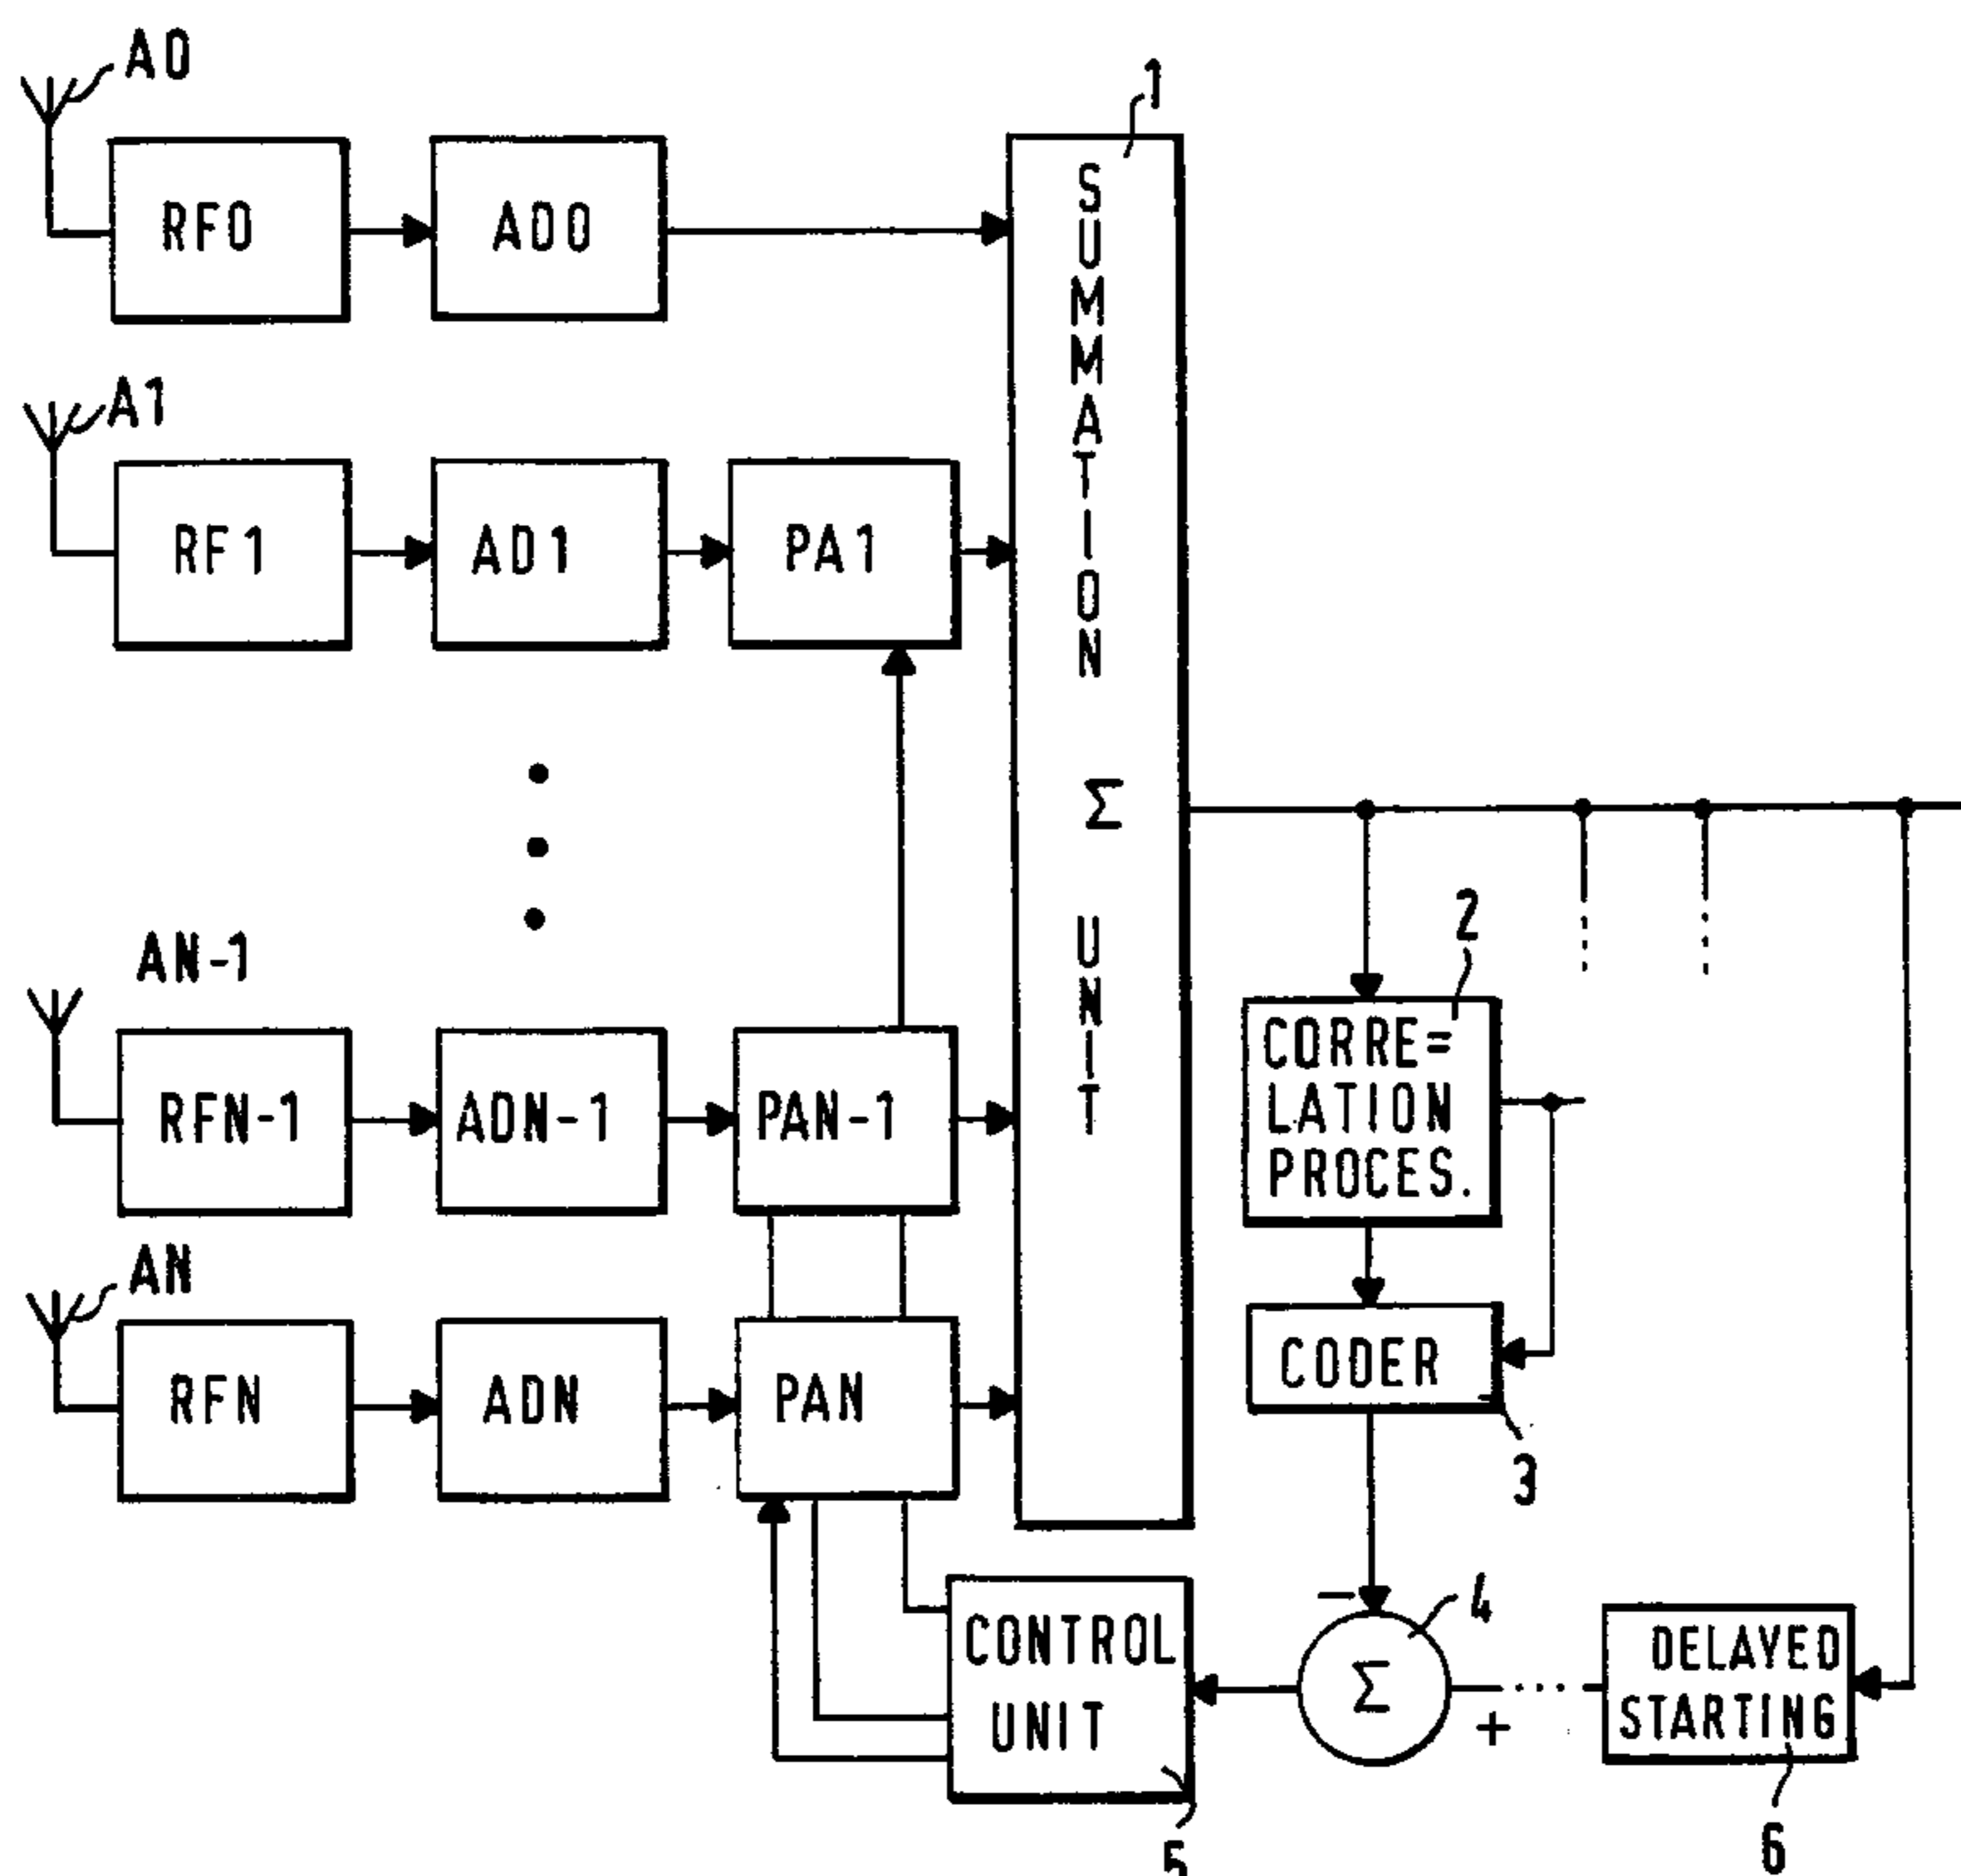 A0
1
RF0
AD0
SUMMATION Σ UNIT
A1
RF1
AD1
PA1
AN-1
2
RFN-1
ADN-1
PAN-1
CORRE=
LATION
PROCES.
AN
RFN
ADN
PAN
CODER
3
− 4
CONTROL
UNIT
Σ
+
DELAYED
STARTING
5
6